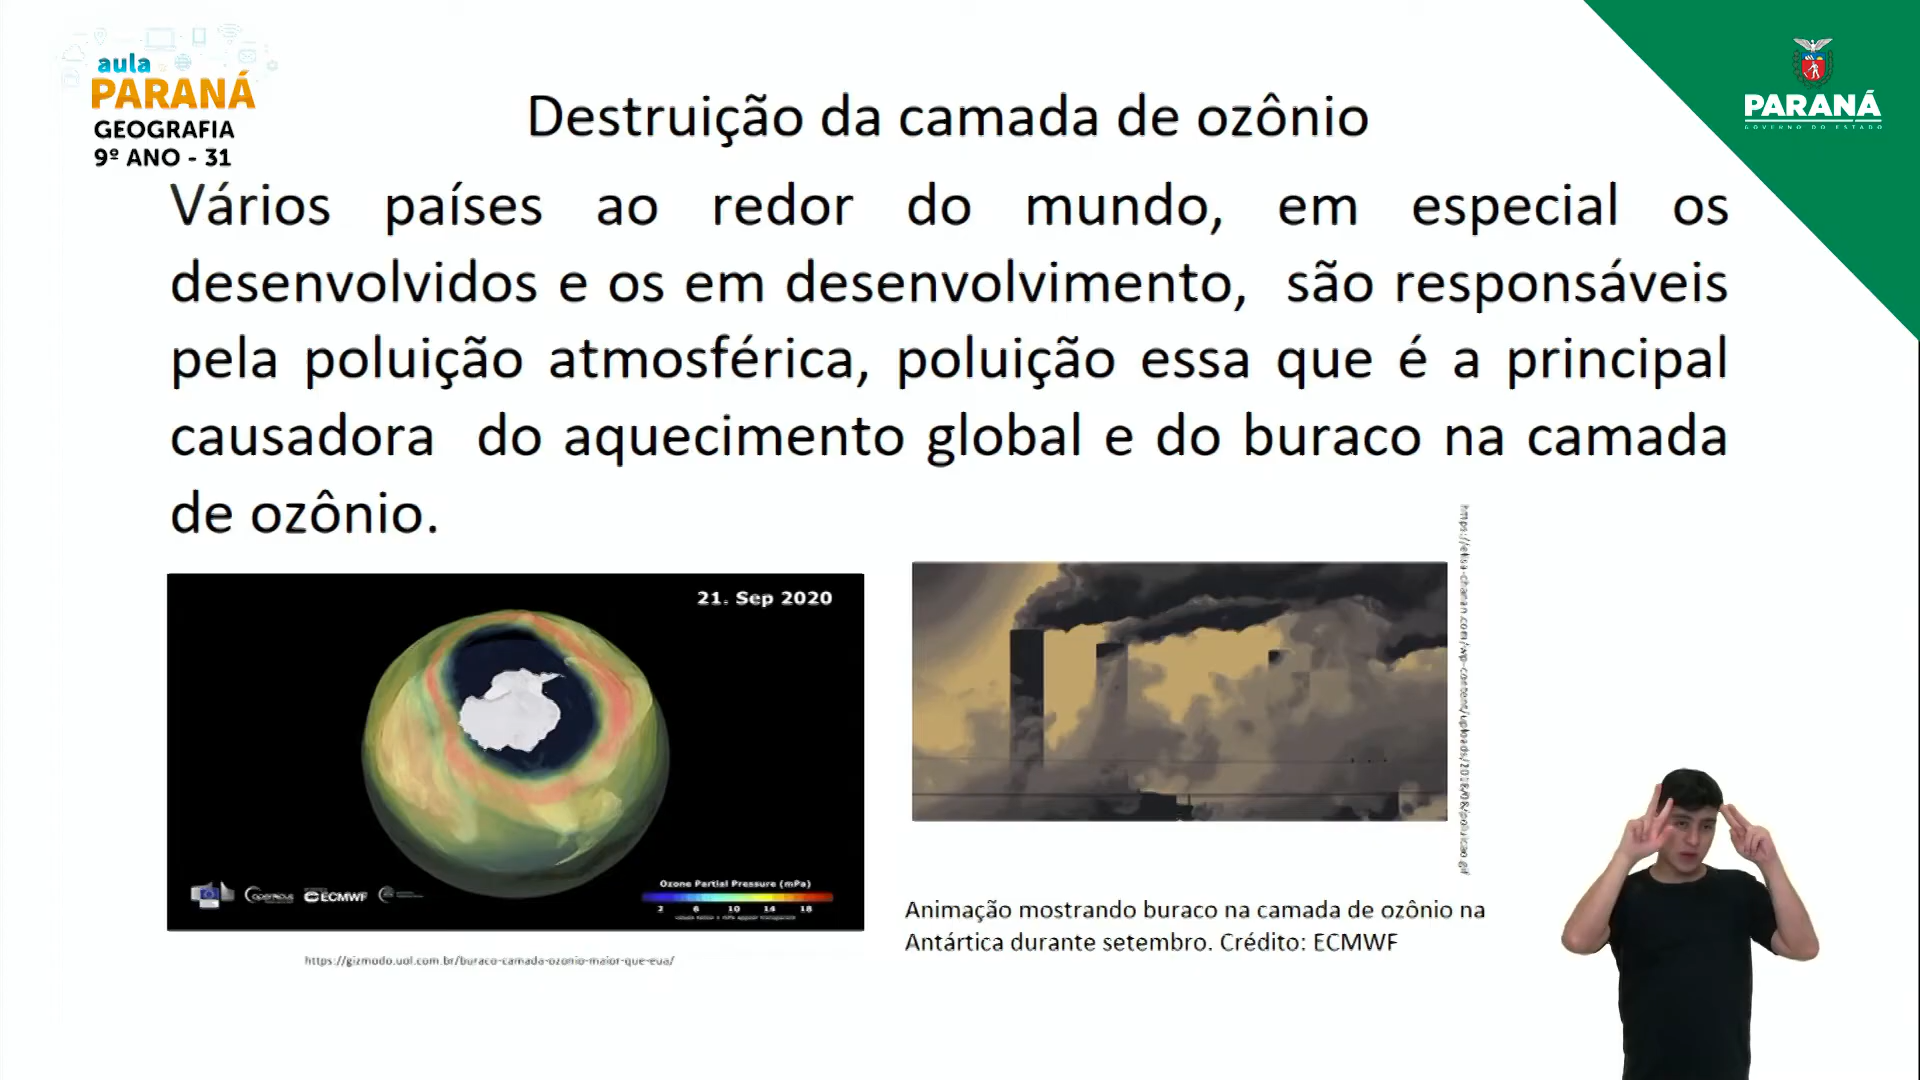 aula
PARANÁ
GEOGRAFIA
9º ANO - 31
PARANÁ
GOVERNO DO ESTADO
Destruição da camada de ozônio
Vários países ao redor do mundo, em especial os
desenvolvidos e os em desenvolvimento, são responsáveis
pela poluição atmosférica, poluição essa que é a principal
causadora do aquecimento global e do buraco na camada
de ozônio.
21. Sep 2020
Copernicus
ECMWF
Ozone Partial Pressure (mPa)
2 6 10 14 18
https://gizmodo.uol.com.br/buraco-camada-ozonio-maior-que-eua/
Animação mostrando buraco na camada de ozônio na
Antártica durante setembro. Crédito: ECMWF